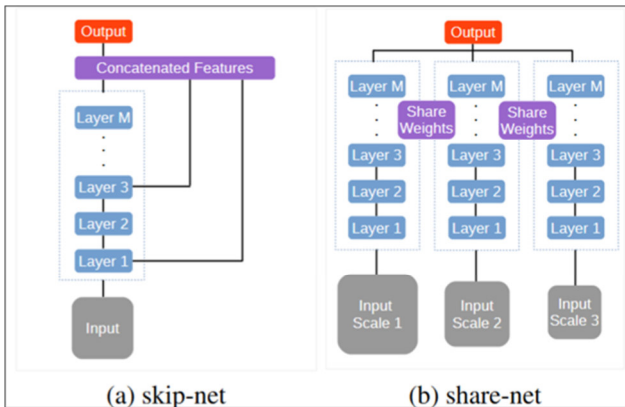 Output
Concatenated Features
Layer M
Layer 3
Layer 2
Layer 1
Input
(a) skip-net
Output
Layer M
Layer M
Layer M
Share
Weights
Share
Weights
Layer 3
Layer 3
Layer 3
Layer 2
Layer 2
Layer 2
Layer 1
Layer 1
Layer 1
Input
Scale 1
Input
Scale 2
Input
Scale 3
(b) share-net